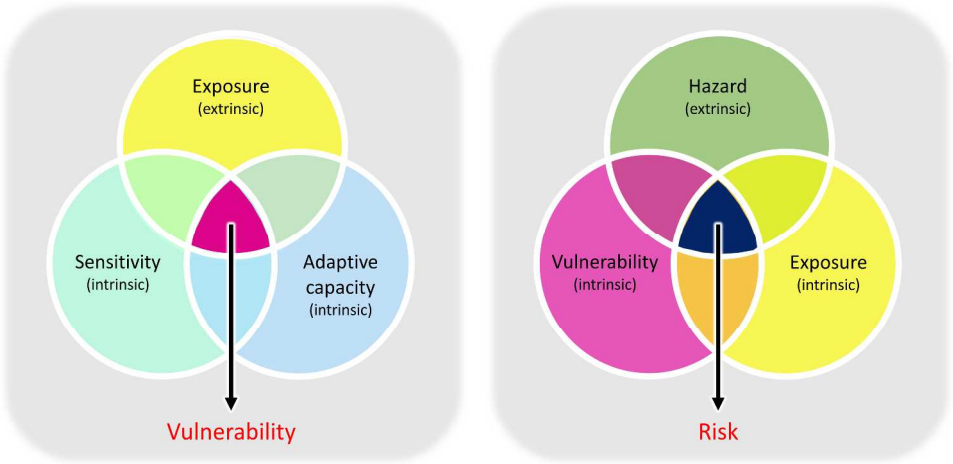 Exposure
(extrinsic)
Sensitivity
(intrinsic)
Adaptive
capacity
(intrinsic)
Vulnerability
Hazard
(extrinsic)
Vulnerability
(intrinsic)
Exposure
(intrinsic)
Risk